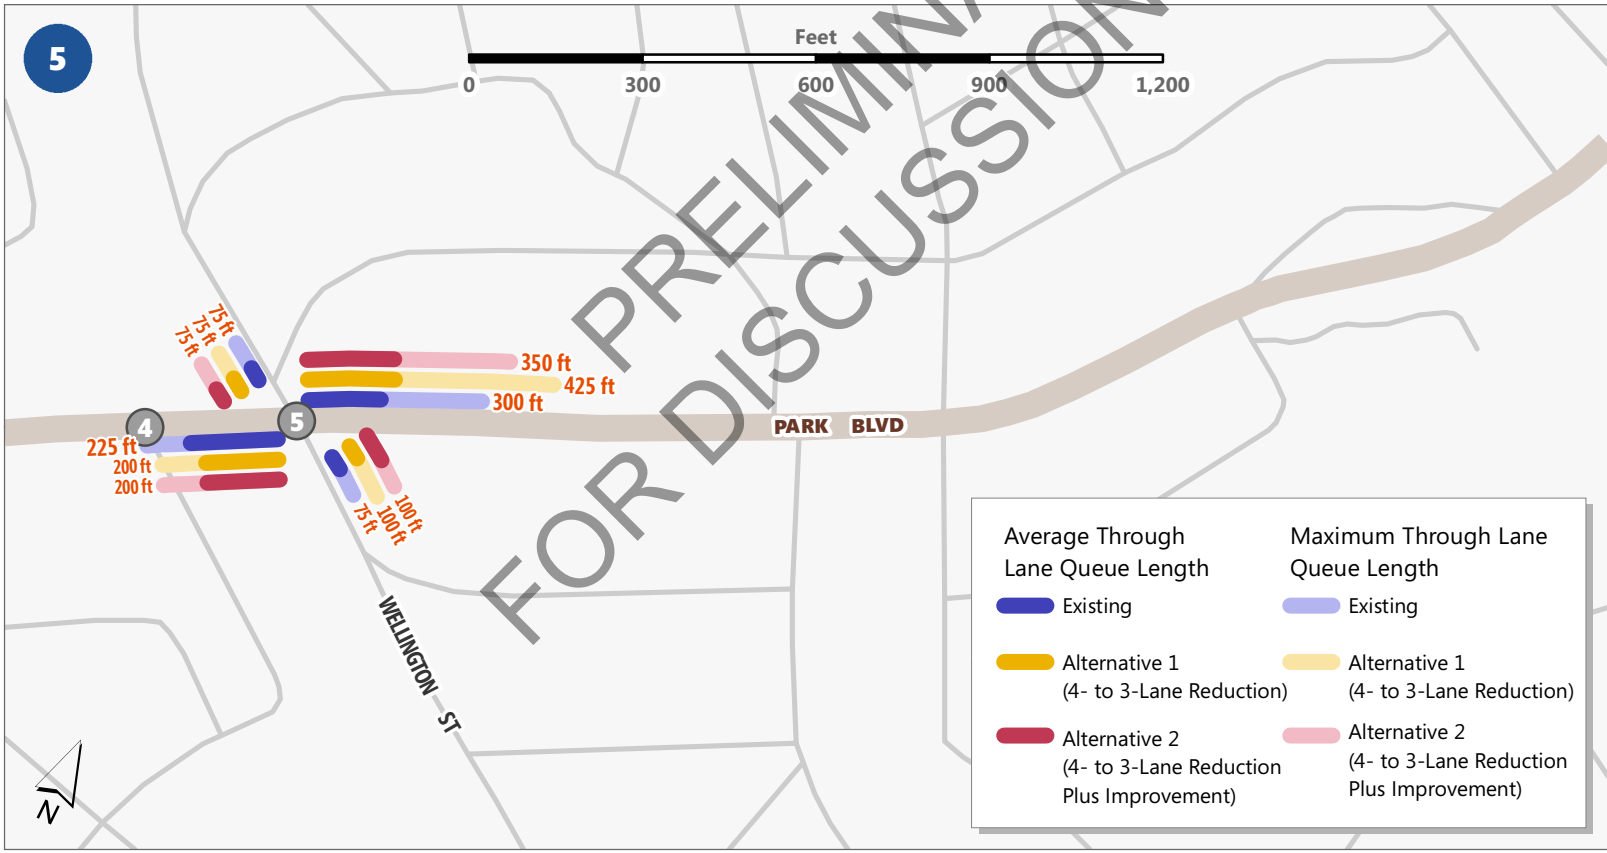 5
Feet
0 300 600 900 1,200
PRELIMINA
FOR DISCUSSION
75 ft
75 ft
75 ft
350 ft
425 ft
300 ft
4
5
225 ft
200 ft
200 ft
PARK BLVD
75 ft
100 ft
100 ft
WELLINGTON ST
N
Average Through
Lane Queue Length
Existing
Alternative 1
(4- to 3-Lane Reduction)
Alternative 2
(4- to 3-Lane Reduction
Plus Improvement)
Maximum Through Lane
Queue Length
Existing
Alternative 1
(4- to 3-Lane Reduction)
Alternative 2
(4- to 3-Lane Reduction
Plus Improvement)